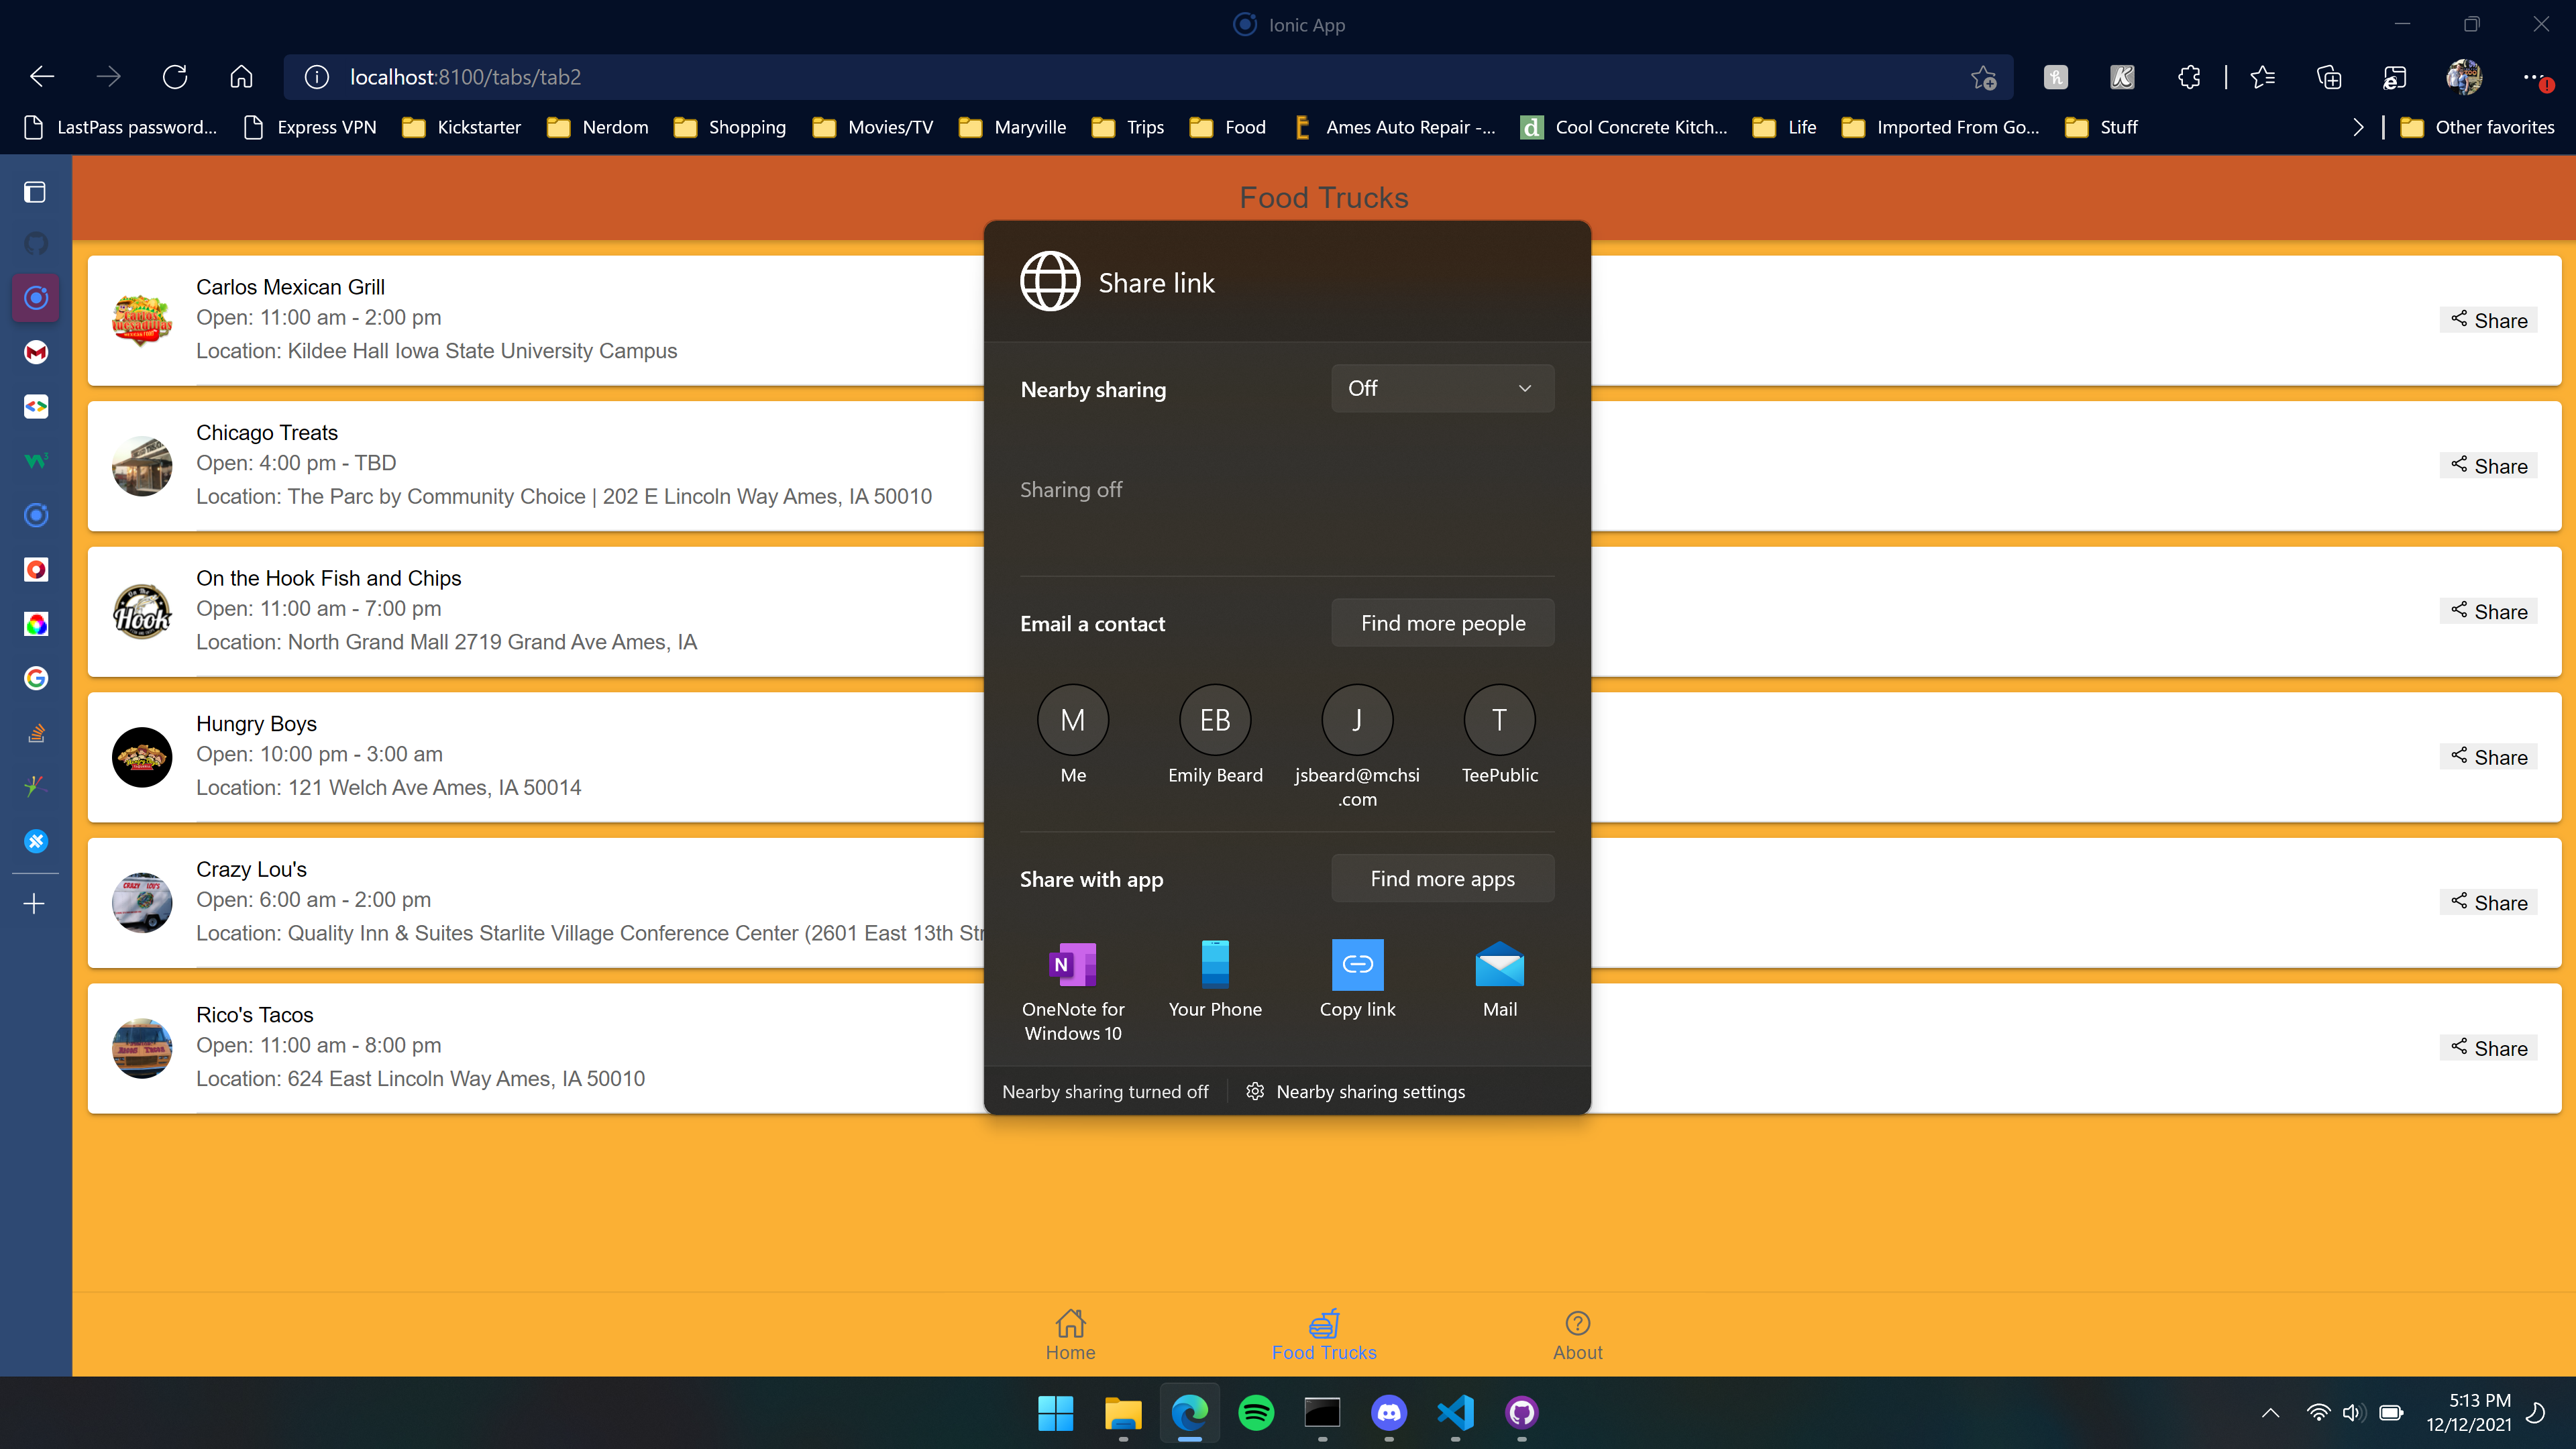 Ionic App
localhost:8100/tabs/tab2
LastPass password...
Express VPN
Kickstarter
Nerdom
Shopping
Movies/TV
Maryville
Trips
Food
Ames Auto Repair -...
Cool Concrete Kitch...
Life
Imported From Go...
Stuff
Other favorites
Food Trucks
Carlos Mexican Grill
Open: 11:00 am - 2:00 pm
Location: Kildee Hall Iowa State University Campus
Share
Chicago Treats
Open: 4:00 pm - TBD
Location: The Parc by Community Choice | 202 E Lincoln Way Ames, IA 50010
Share
On the Hook Fish and Chips
Open: 11:00 am - 7:00 pm
Location: North Grand Mall 2719 Grand Ave Ames, IA
Share
Hungry Boys
Open: 10:00 pm - 3:00 am
Location: 121 Welch Ave Ames, IA 50014
Share
Crazy Lou's
Open: 6:00 am - 2:00 pm
Location: Quality Inn & Suites Starlite Village Conference Center (2601 East 13th
Share
Rico's Tacos
Open: 11:00 am - 8:00 pm
Location: 624 East Lincoln Way Ames, IA 50010
Share
Share link
Nearby sharing
Off
Sharing off
Email a contact
Find more people
M
Me
EB
Emily Beard
J
jsbeard@mchsi
.com
T
TeePublic
Share with app
Find more apps
OneNote for
Windows 10
Your Phone
Copy link
Mail
Nearby sharing turned off
Nearby sharing settings
Home
Food Trucks
About
5:13 PM
12/12/2021